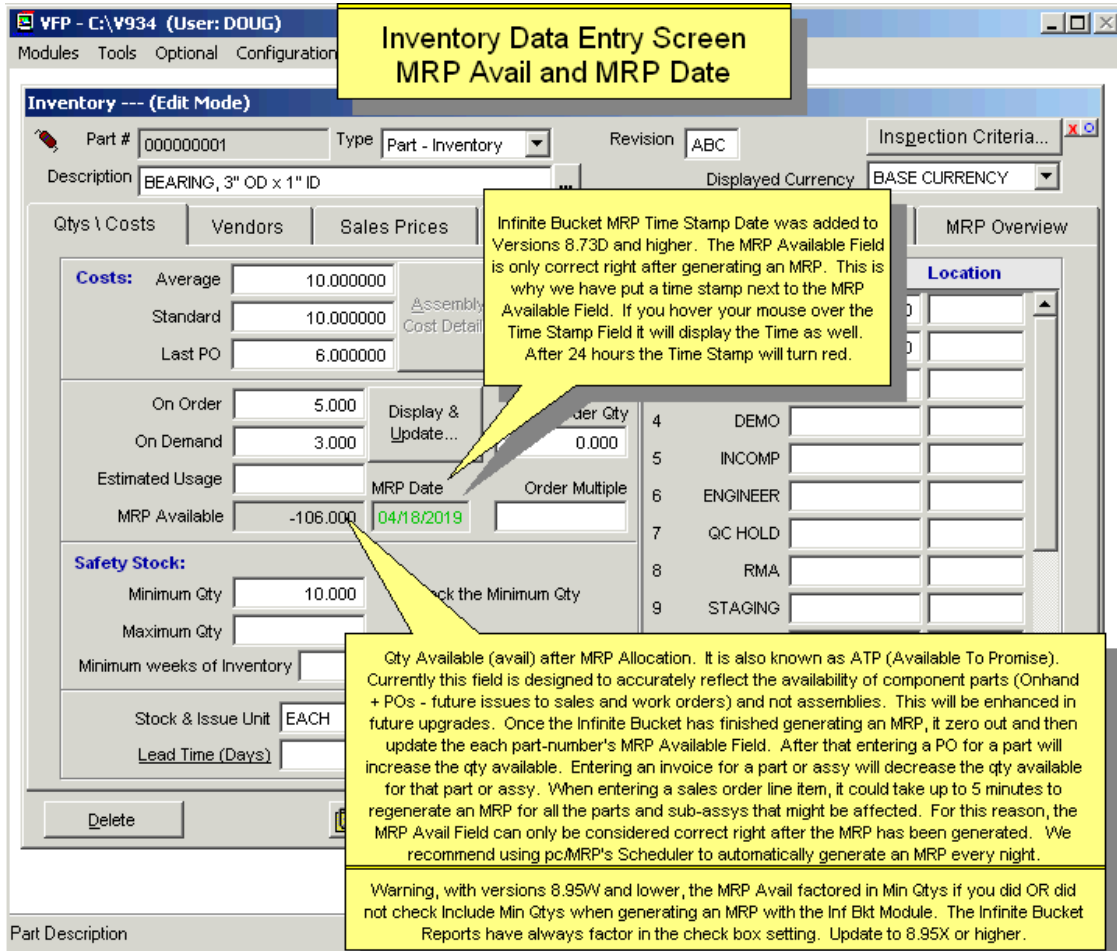 VFP - C:\V934 (User: DOUG)
Inventory Data Entry Screen
MRP Avail and MRP Date
Modules Tools Optional Configuration
Inventory --- (Edit Mode)
Part # 000000001 Type Part - Inventory Revision ABC Inspection Criteria...
Description BEARING, 3" OD x 1" ID ... Displayed Currency BASE CURRENCY
Qtys \ Costs Vendors Sales Prices MRP Overview
Infinite Bucket MRP Time Stamp Date was added to
Versions 8.73D and higher. The MRP Available Field
is only correct right after generating an MRP. This is
why we have put a time stamp next to the MRP
Available Field. If you hover your mouse over the
Time Stamp Field it will display the Time as well.
After 24 hours the Time Stamp will turn red.
Costs: Average 10.000000
Standard 10.000000
Last PO 6.000000
Assembly
Cost Detail
Location
On Order 5.000
On Demand 3.000
Estimated Usage
MRP Available -106.000
Display &
Update...
MRP Date
04/18/2019
Qty
0.000
Order Multiple
4 DEMO
5 INCOMP
6 ENGINEER
7 QC HOLD
8 RMA
9 STAGING
Safety Stock:
Minimum Qty 10.000 the Minimum Qty
Maximum Qty
Minimum weeks of Inventory
Stock & Issue Unit EACH
Lead Time (Days)
Delete
Qty Available (avail) after MRP Allocation. It is also known as ATP (Available To Promise).
Currently this field is designed to accurately reflect the availability of component parts (Onhand
+ POs - future issues to sales and work orders) and not assemblies. This will be enhanced in
future upgrades. Once the Infinite Bucket has finished generating an MRP, it zero out and then
update the each part-number's MRP Available Field. After that entering a PO for a part will
increase the qty available. Entering an invoice for a part or assy will decrease the qty available
for that part or assy. When entering a sales order line item, it could take up to 5 minutes to
regenerate an MRP for all the parts and sub-assys that might be affected. For this reason, the
MRP Avail Field can only be considered correct right after the MRP has been generated. We
recommend using pc/MRP's Scheduler to automatically generate an MRP every night.
Warning, with versions 8.95W and lower, the MRP Avail factored in Min Qtys if you did OR did
not check Include Min Qtys when generating an MRP with the Inf Bkt Module. The Infinite Bucket
Reports have always factor in the check box setting. Update to 8.95X or higher.
Part Description